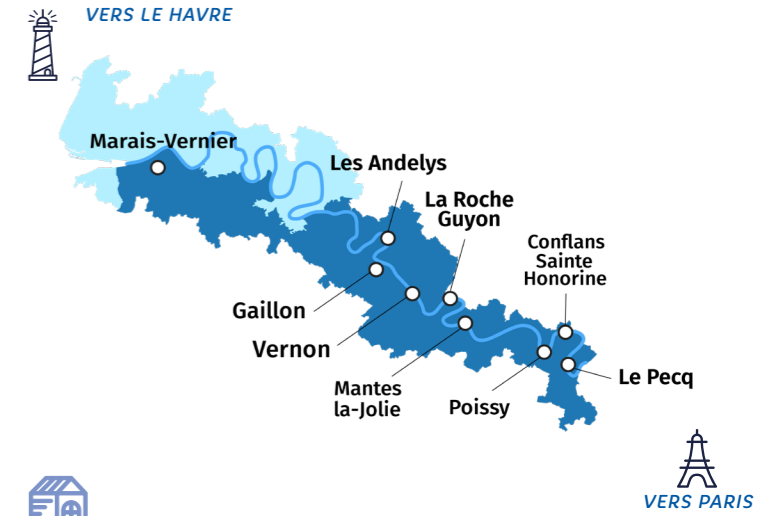 VERS LE HAVRE
Marais-Vernier
Les Andelys
La Roche
Guyon
Conflans
Sainte
Honorine
Gaillon
Vernon
Mantes
la-Jolie
Poissy
Le Pecq
VERS PARIS